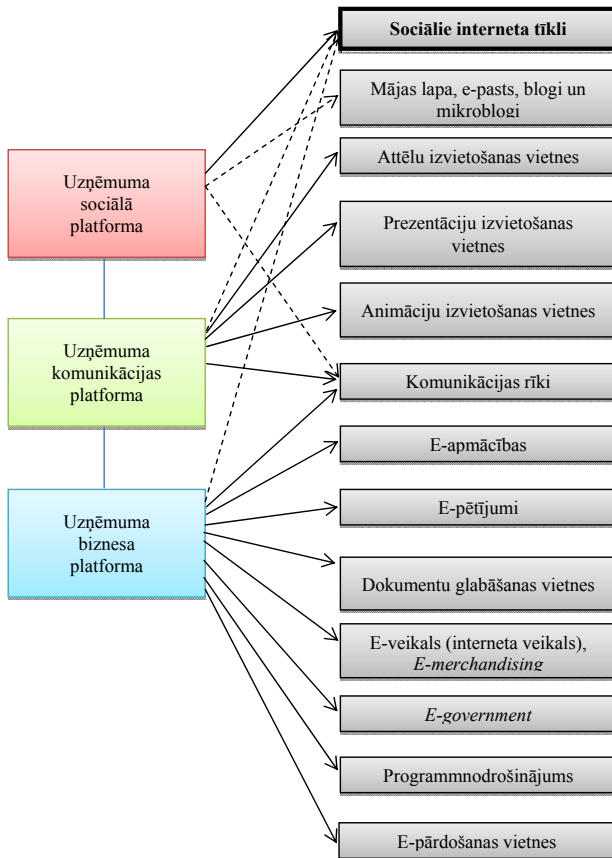 Uzņēmuma
sociālā
platforma
Uzņēmuma
komunikācijas
platforma
Uzņēmuma
biznesa
platforma
Sociālie interneta tīkli
Mājas lapa, e-pasts, blogi un
mikroblogi
Attēlu izvietošanas vietnes
Prezentāciju izvietošanas
vietnes
Animāciju izvietošanas vietnes
Komunikācijas rīki
E-apmācības
E-pētījumi
Dokumentu glabāšanas vietnes
E-veikals (interneta veikals),
E-merchandising
E-government
Programmnodrošinājums
E-pārdošanas vietnes